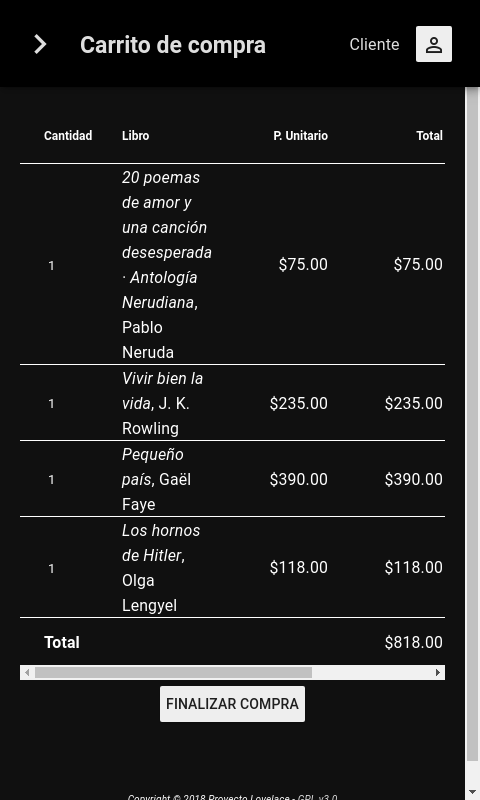 Carrito de compra
Cliente
Cantidad Libro P. Unitario Total
20 poemas
de amor y
una canción
desesperada
1 $75.00 $75.00
· Antología
Nerudiana,
Pablo
Neruda
Vivir bien la
1 vida, J. K. $235.00 $235.00
Rowling
Pequeño
1 país, Gaël $390.00 $390.00
Faye
Los hornos
de Hitler,
1 $118.00 $118.00
Olga
Lengyel
Total $818.00
FINALIZAR COMPRA
Copyright © 2018 Proyecto Lovelace - GPL v3.0